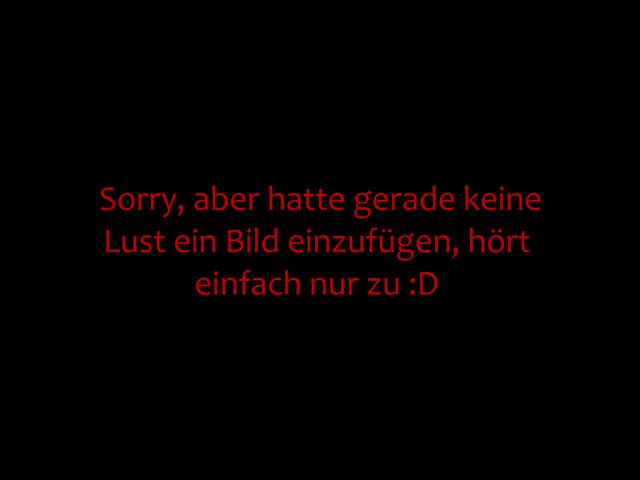 Sorry, aber hatte gerade keine
Lust ein Bild einzufügen, hört
einfach nur zu :D